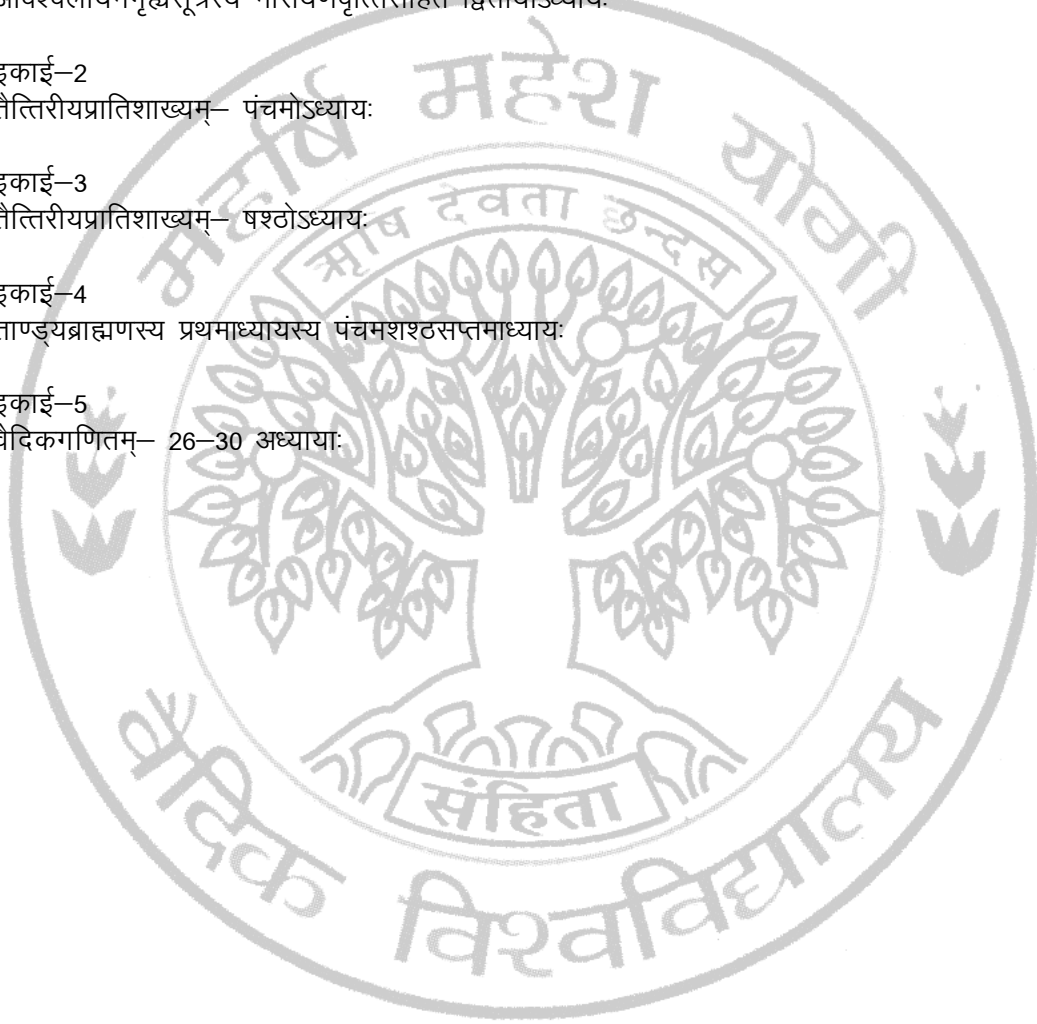 इकाई–2
तैत्तिरीयप्रातिशाख्यम्– पंचमोऽध्यायः
इकाई–3
तैत्तिरीयप्रातिशाख्यम्– षश्ठोऽध्यायः
इकाई–4
ताण्ड्यब्राह्मणस्य प्रथमाध्यायस्य पंचमशश्ठसप्तमाध्यायः
इकाई–5
वैदिकगणितम्– 26–30 अध्यायाः
महर्षि महेश योगी
ऋषि देवता छन्दस
संहिता
वैदिक विश्वविद्यालय